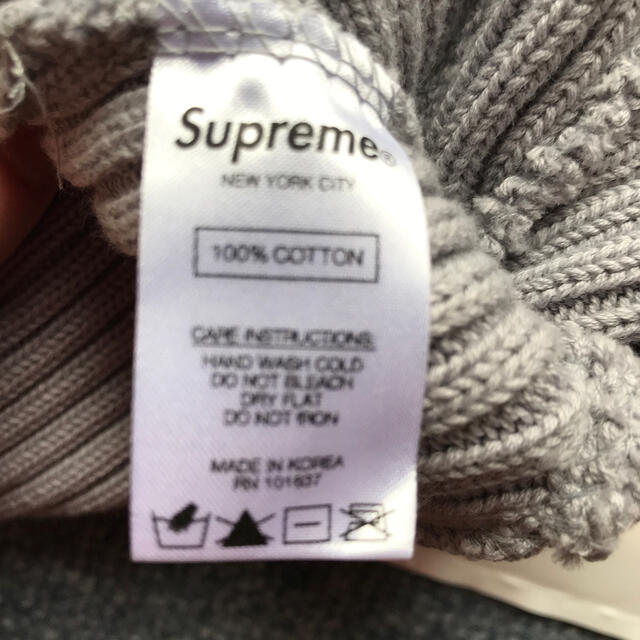 Supreme®
NEW YORK CITY
100% COTTON
CARE INSTRUCTIONS:
HAND WASH COLD
DO NOT BLEACH
DRY FLAT
DO NOT IRON
MADE IN KOREA
RN 101837